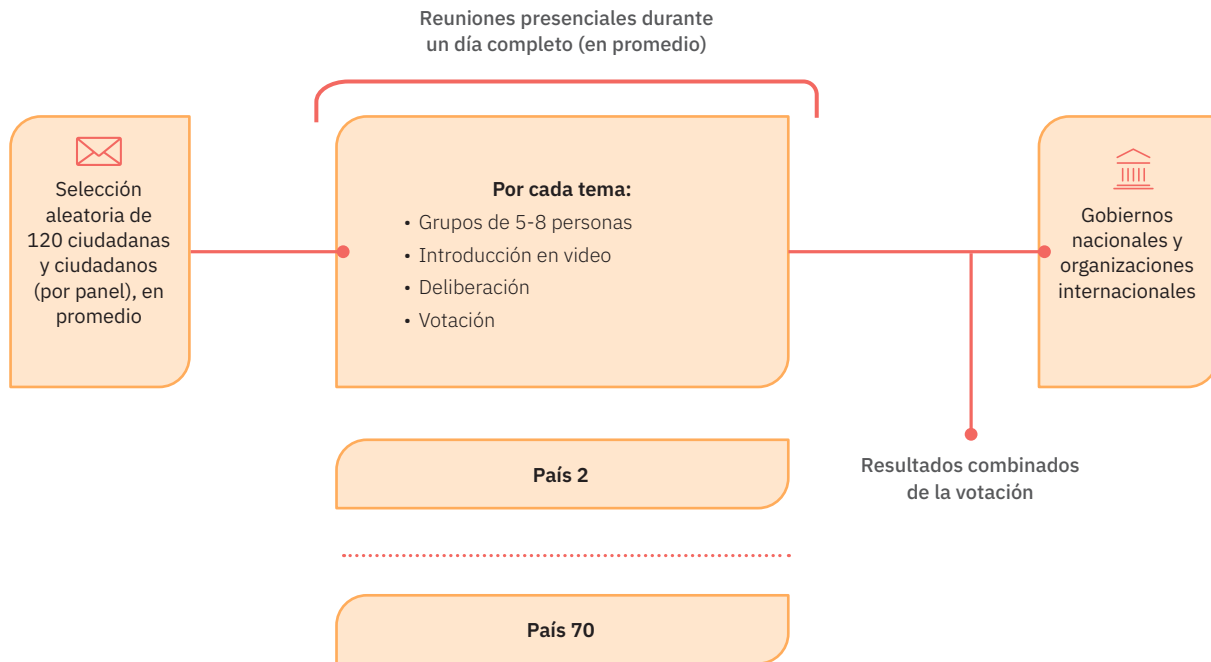 Reuniones presenciales durante
un día completo (en promedio)
Selección
aleatoria de
120 ciudadanas
y ciudadanos
(por panel), en
promedio
Por cada tema:
• Grupos de 5-8 personas
• Introducción en video
• Deliberación
• Votación
Gobiernos
nacionales y
organizaciones
internacionales
País 2
Resultados combinados
de la votación
País 70